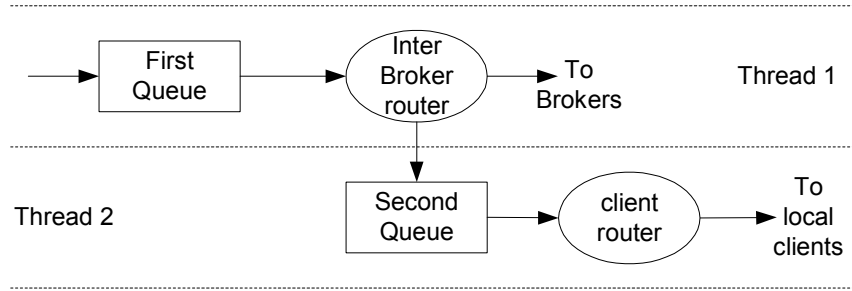 First
Queue
Inter
Broker
router
To
Brokers
Thread 1
Thread 2
Second
Queue
client
router
To
local
clients